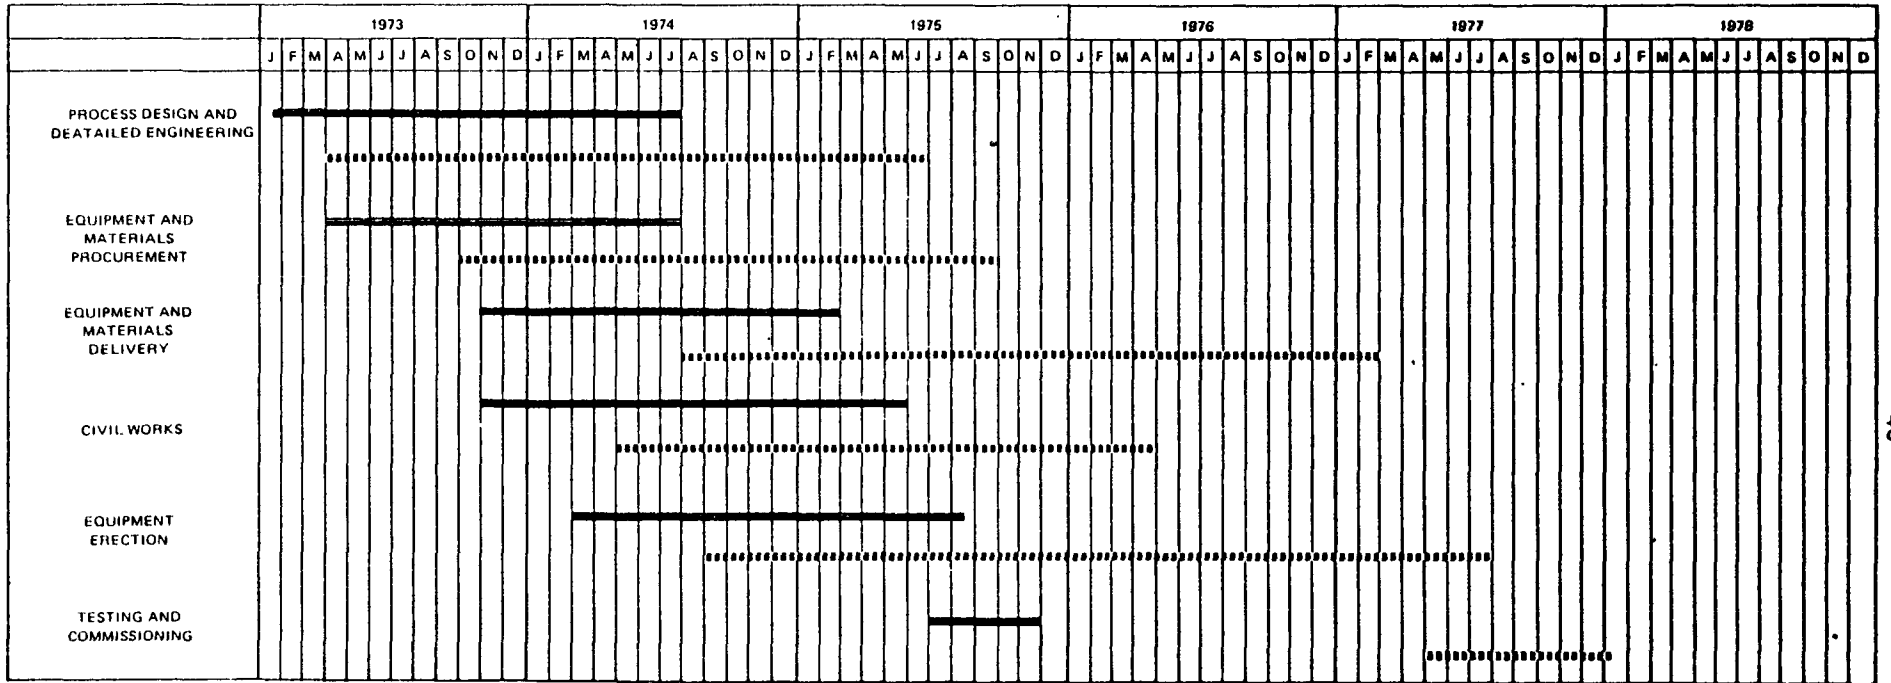 1973 1974 1975 1976 1977 1978
J F M A M J J A S O N D J F M A M J J A S O N D J F M A M J J A S O N D J F M A M J J A S O N D J F M A M J J A S O N D J F M A M J J A S O N D
PROCESS DESIGN AND
DEATAILED ENGINEERING
EQUIPMENT AND
MATERIALS
PROCUREMENT
EQUIPMENT AND
MATERIALS
DELIVERY
CIVIL WORKS
EQUIPMENT
ERECTION
TESTING AND
COMMISSIONING